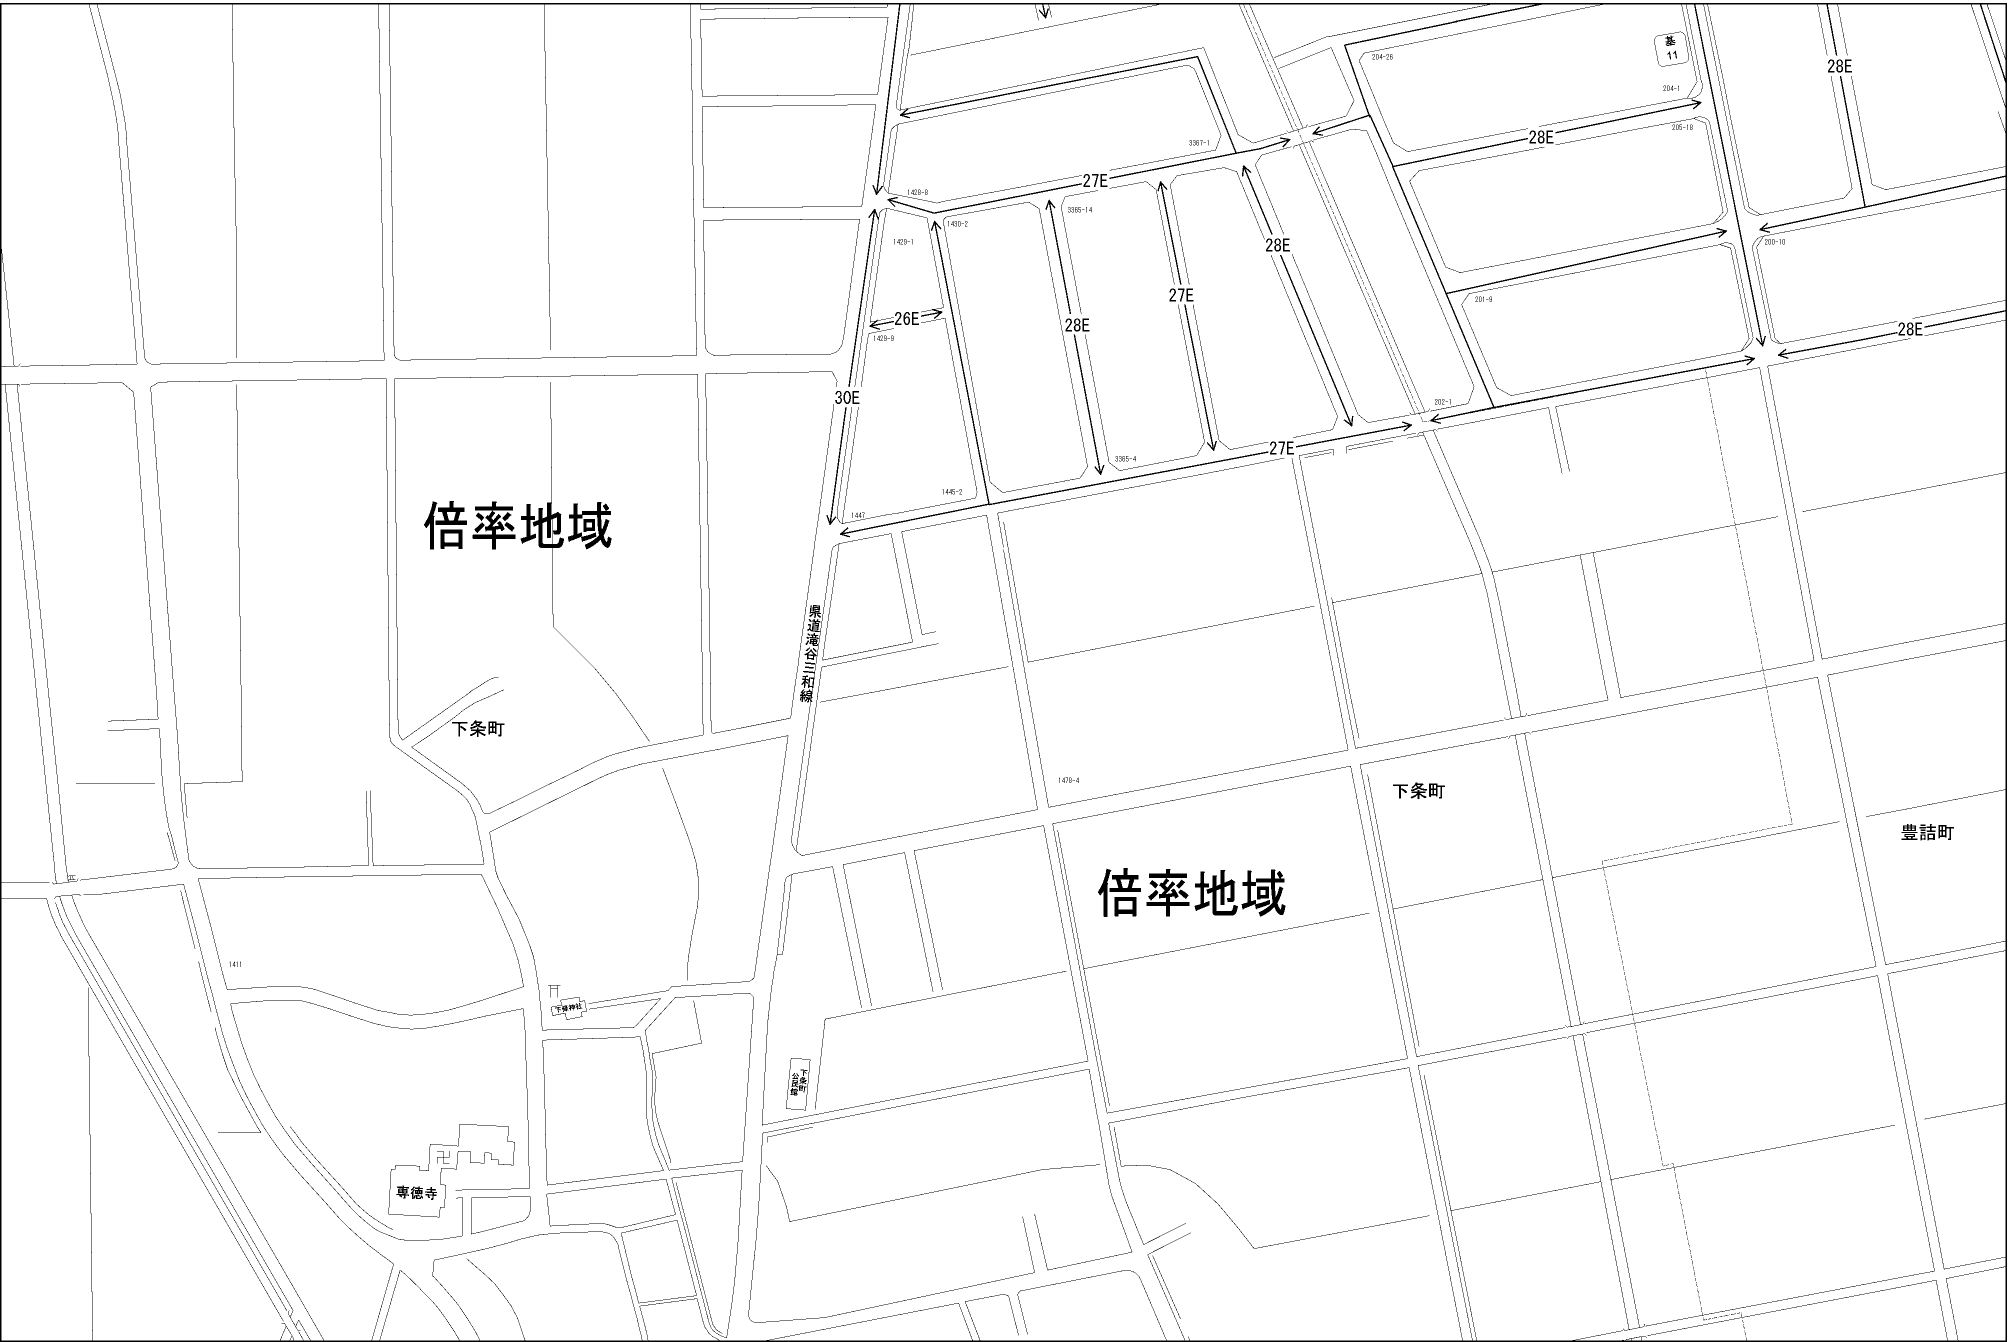 基
11
204-26
28E
204-1
28E
205-18
3367-1
27E
1428-8
3365-14
1430-2
1429-1
28E
200-10
27E
201-9
26E
28E
28E
1429-9
30E
202-1
27E
3365-4
1445-2
1447
倍率地域
県道滝谷三和線
下条町
1478-4
下条町
豊詰町
倍率地域
1411
下條神社
下条町
公民館
専徳寺